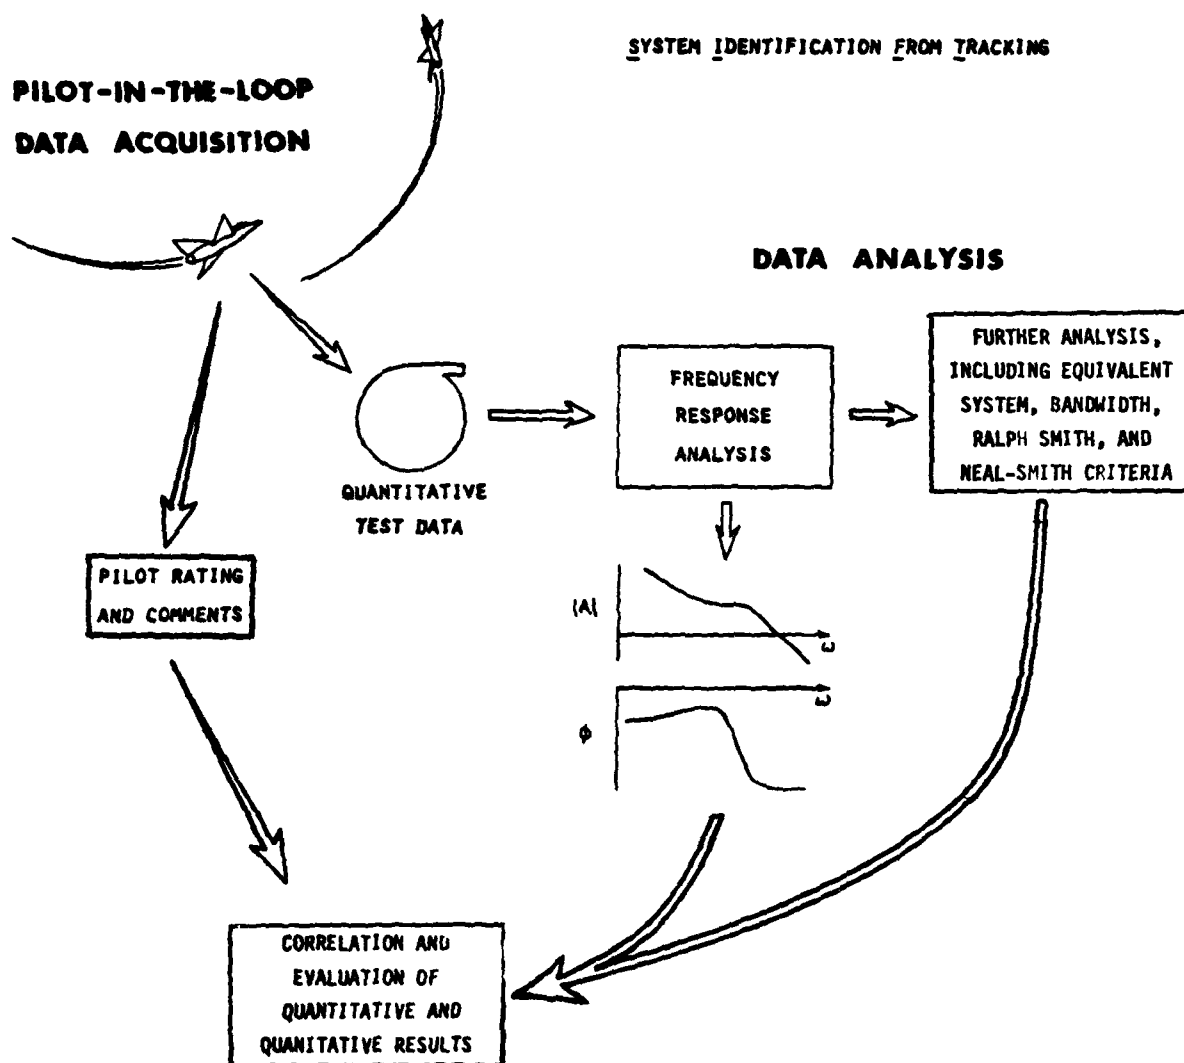 SYSTEM IDENTIFICATION FROM TRACKING
PILOT-IN-THE-LOOP
DATA ACQUISITION
DATA ANALYSIS
QUANTITATIVE
TEST DATA
FREQUENCY
RESPONSE
ANALYSIS
FURTHER ANALYSIS,
INCLUDING EQUIVALENT
SYSTEM, BANDWIDTH,
RALPH SMITH, AND
NEAL-SMITH CRITERIA
PILOT RATING
AND COMMENTS
|A|
ω
φ
ω
CORRELATION AND
EVALUATION OF
QUANTITATIVE AND
QUANITATIVE RESULTS